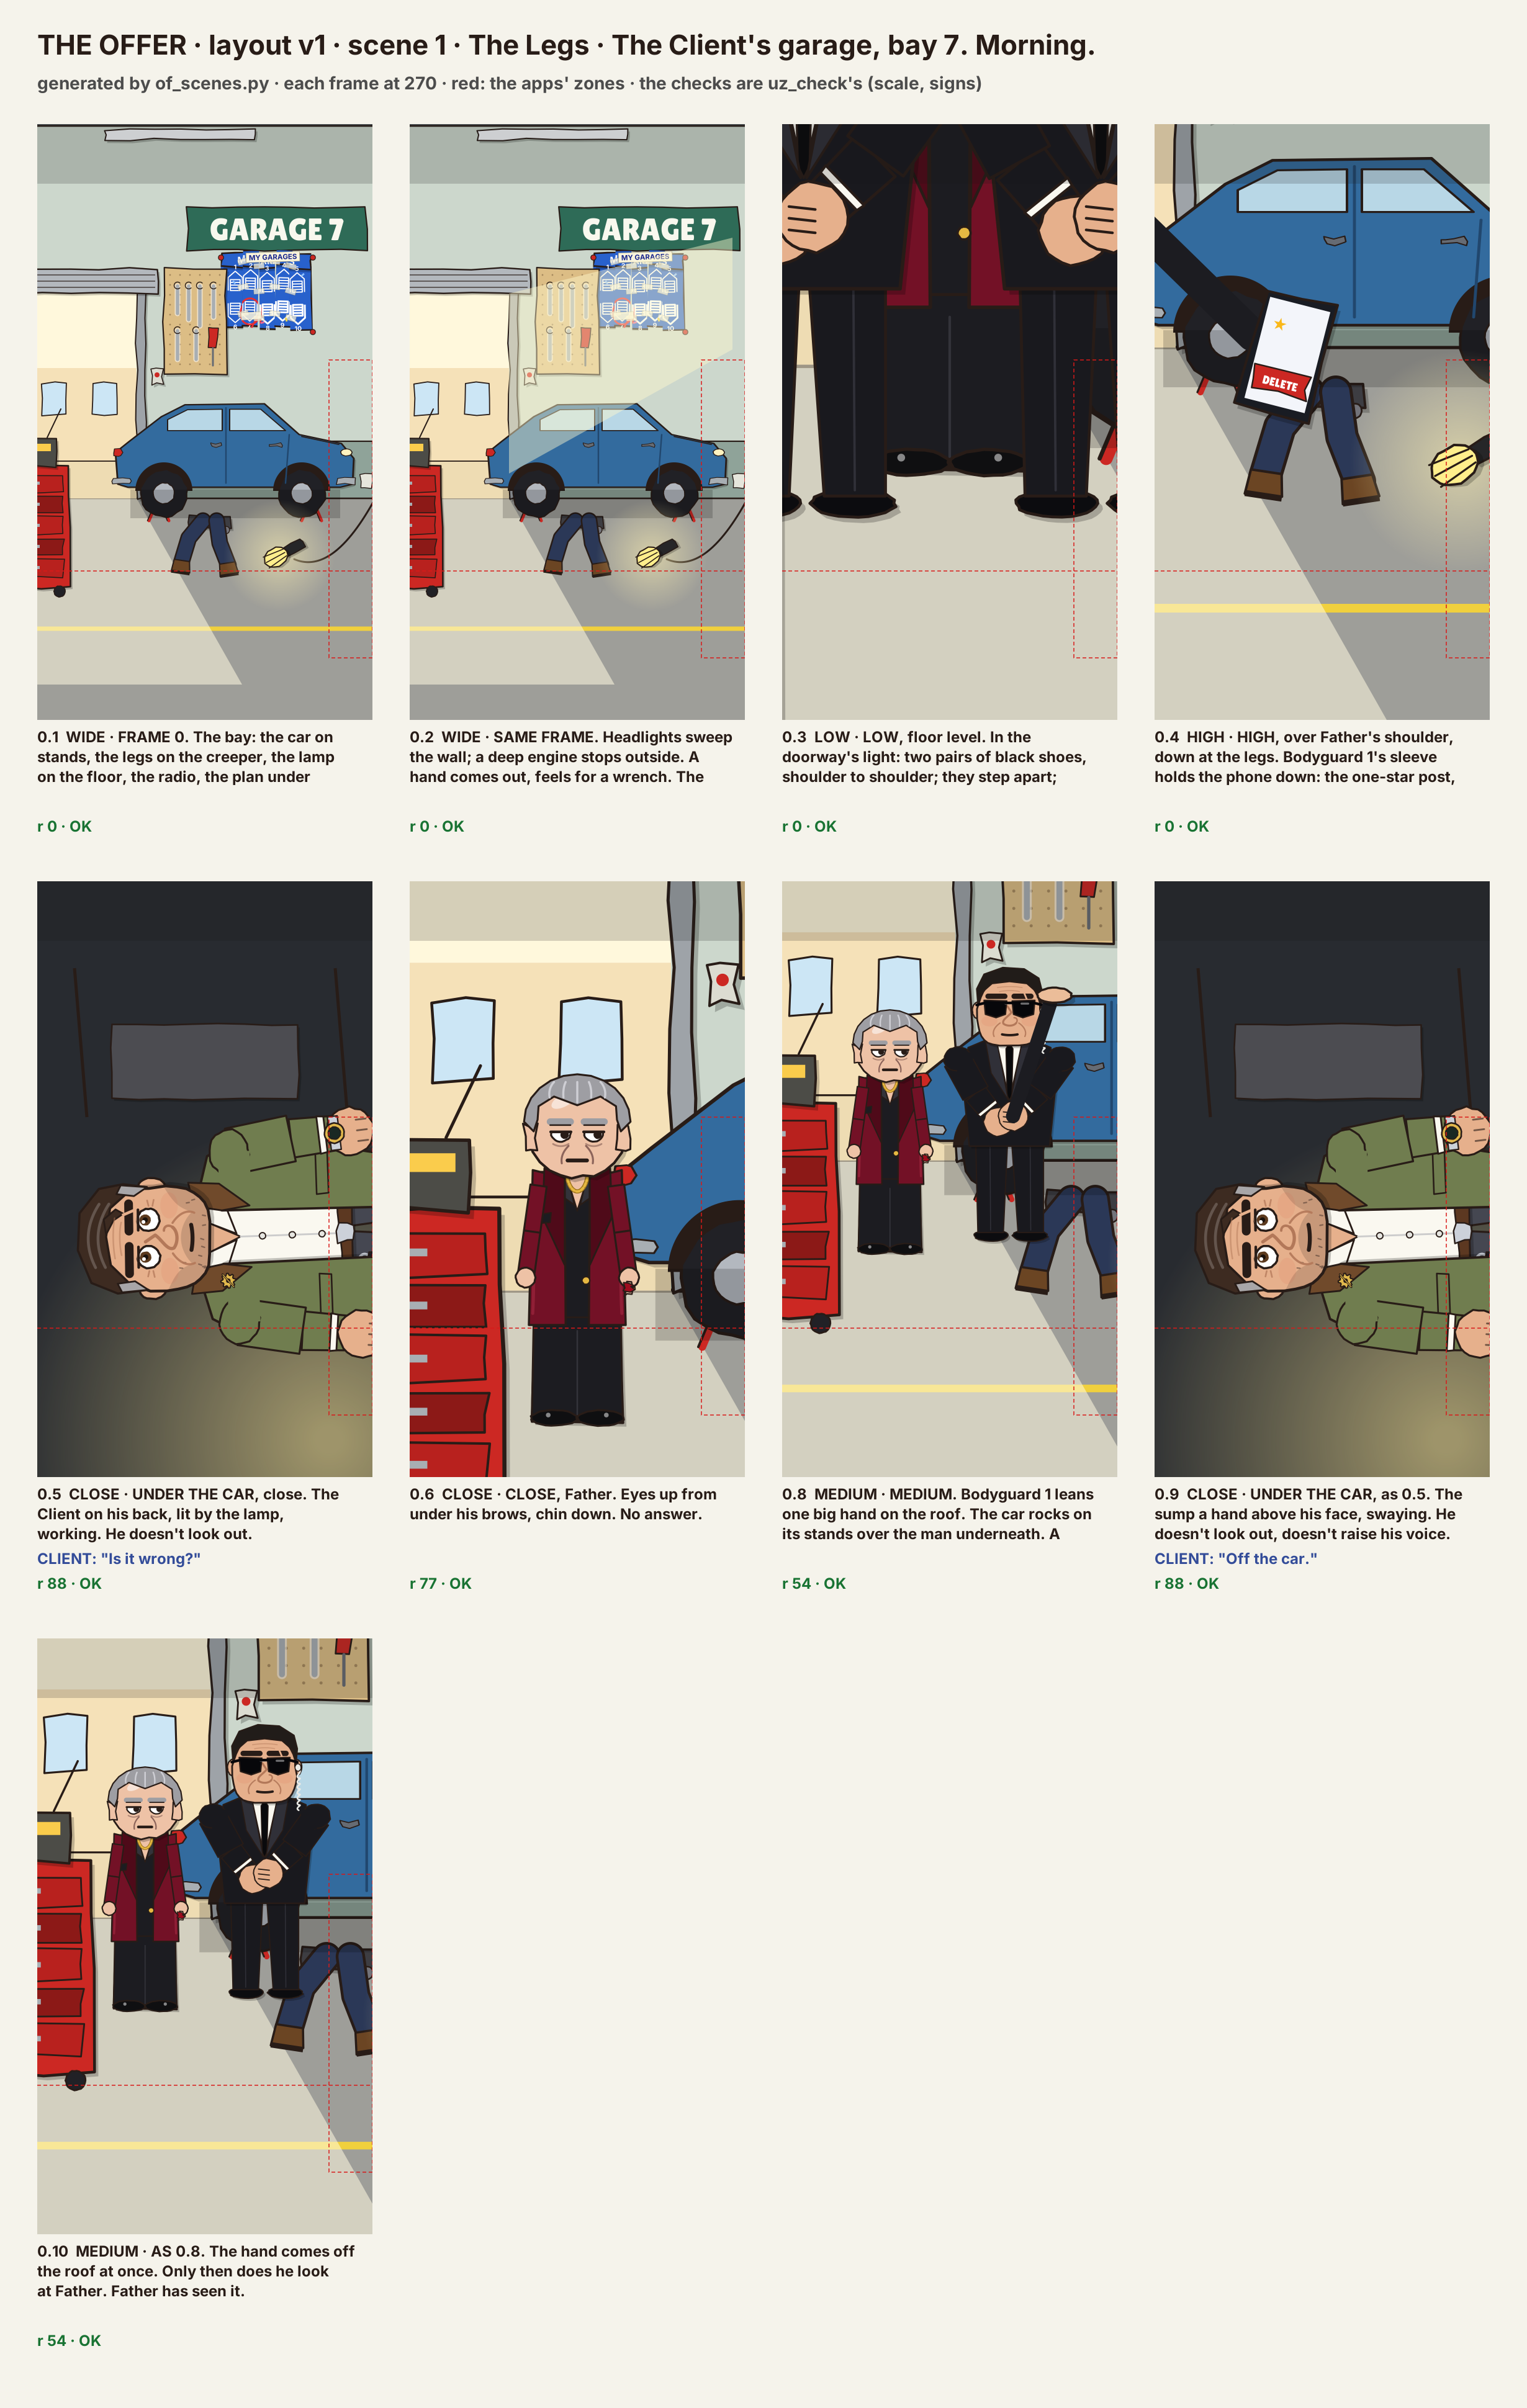 THE OFFER · layout v1 · scene 1 · The Legs · The Client's garage, bay 7. Morning.
generated by of_scenes.py · each frame at 270 · red: the apps' zones · the checks are uz_check's (scale, signs)
GARAGE 7
MY GARAGES
GARAGE 7
MY GARAGES
DELETE
0.1 WIDE · FRAME 0. The bay: the car on
stands, the legs on the creeper, the lamp
on the floor, the radio, the plan under
r 0 · OK
0.2 WIDE · SAME FRAME. Headlights sweep
the wall; a deep engine stops outside. A
hand comes out, feels for a wrench. The
r 0 · OK
0.3 LOW · LOW, floor level. In the
doorway's light: two pairs of black shoes,
shoulder to shoulder; they step apart;
r 0 · OK
0.4 HIGH · HIGH, over Father's shoulder,
down at the legs. Bodyguard 1's sleeve
holds the phone down: the one-star post,
r 0 · OK
0.5 CLOSE · UNDER THE CAR, close. The
Client on his back, lit by the lamp,
working. He doesn't look out.
CLIENT: "Is it wrong?"
r 88 · OK
0.6 CLOSE · CLOSE, Father. Eyes up from
under his brows, chin down. No answer.
r 77 · OK
0.8 MEDIUM · MEDIUM. Bodyguard 1 leans
one big hand on the roof. The car rocks on
its stands over the man underneath. A
r 54 · OK
0.9 CLOSE · UNDER THE CAR, as 0.5. The
sump a hand above his face, swaying. He
doesn't look out, doesn't raise his voice.
CLIENT: "Off the car."
r 88 · OK
0.10 MEDIUM · AS 0.8. The hand comes off
the roof at once. Only then does he look
at Father. Father has seen it.
r 54 · OK